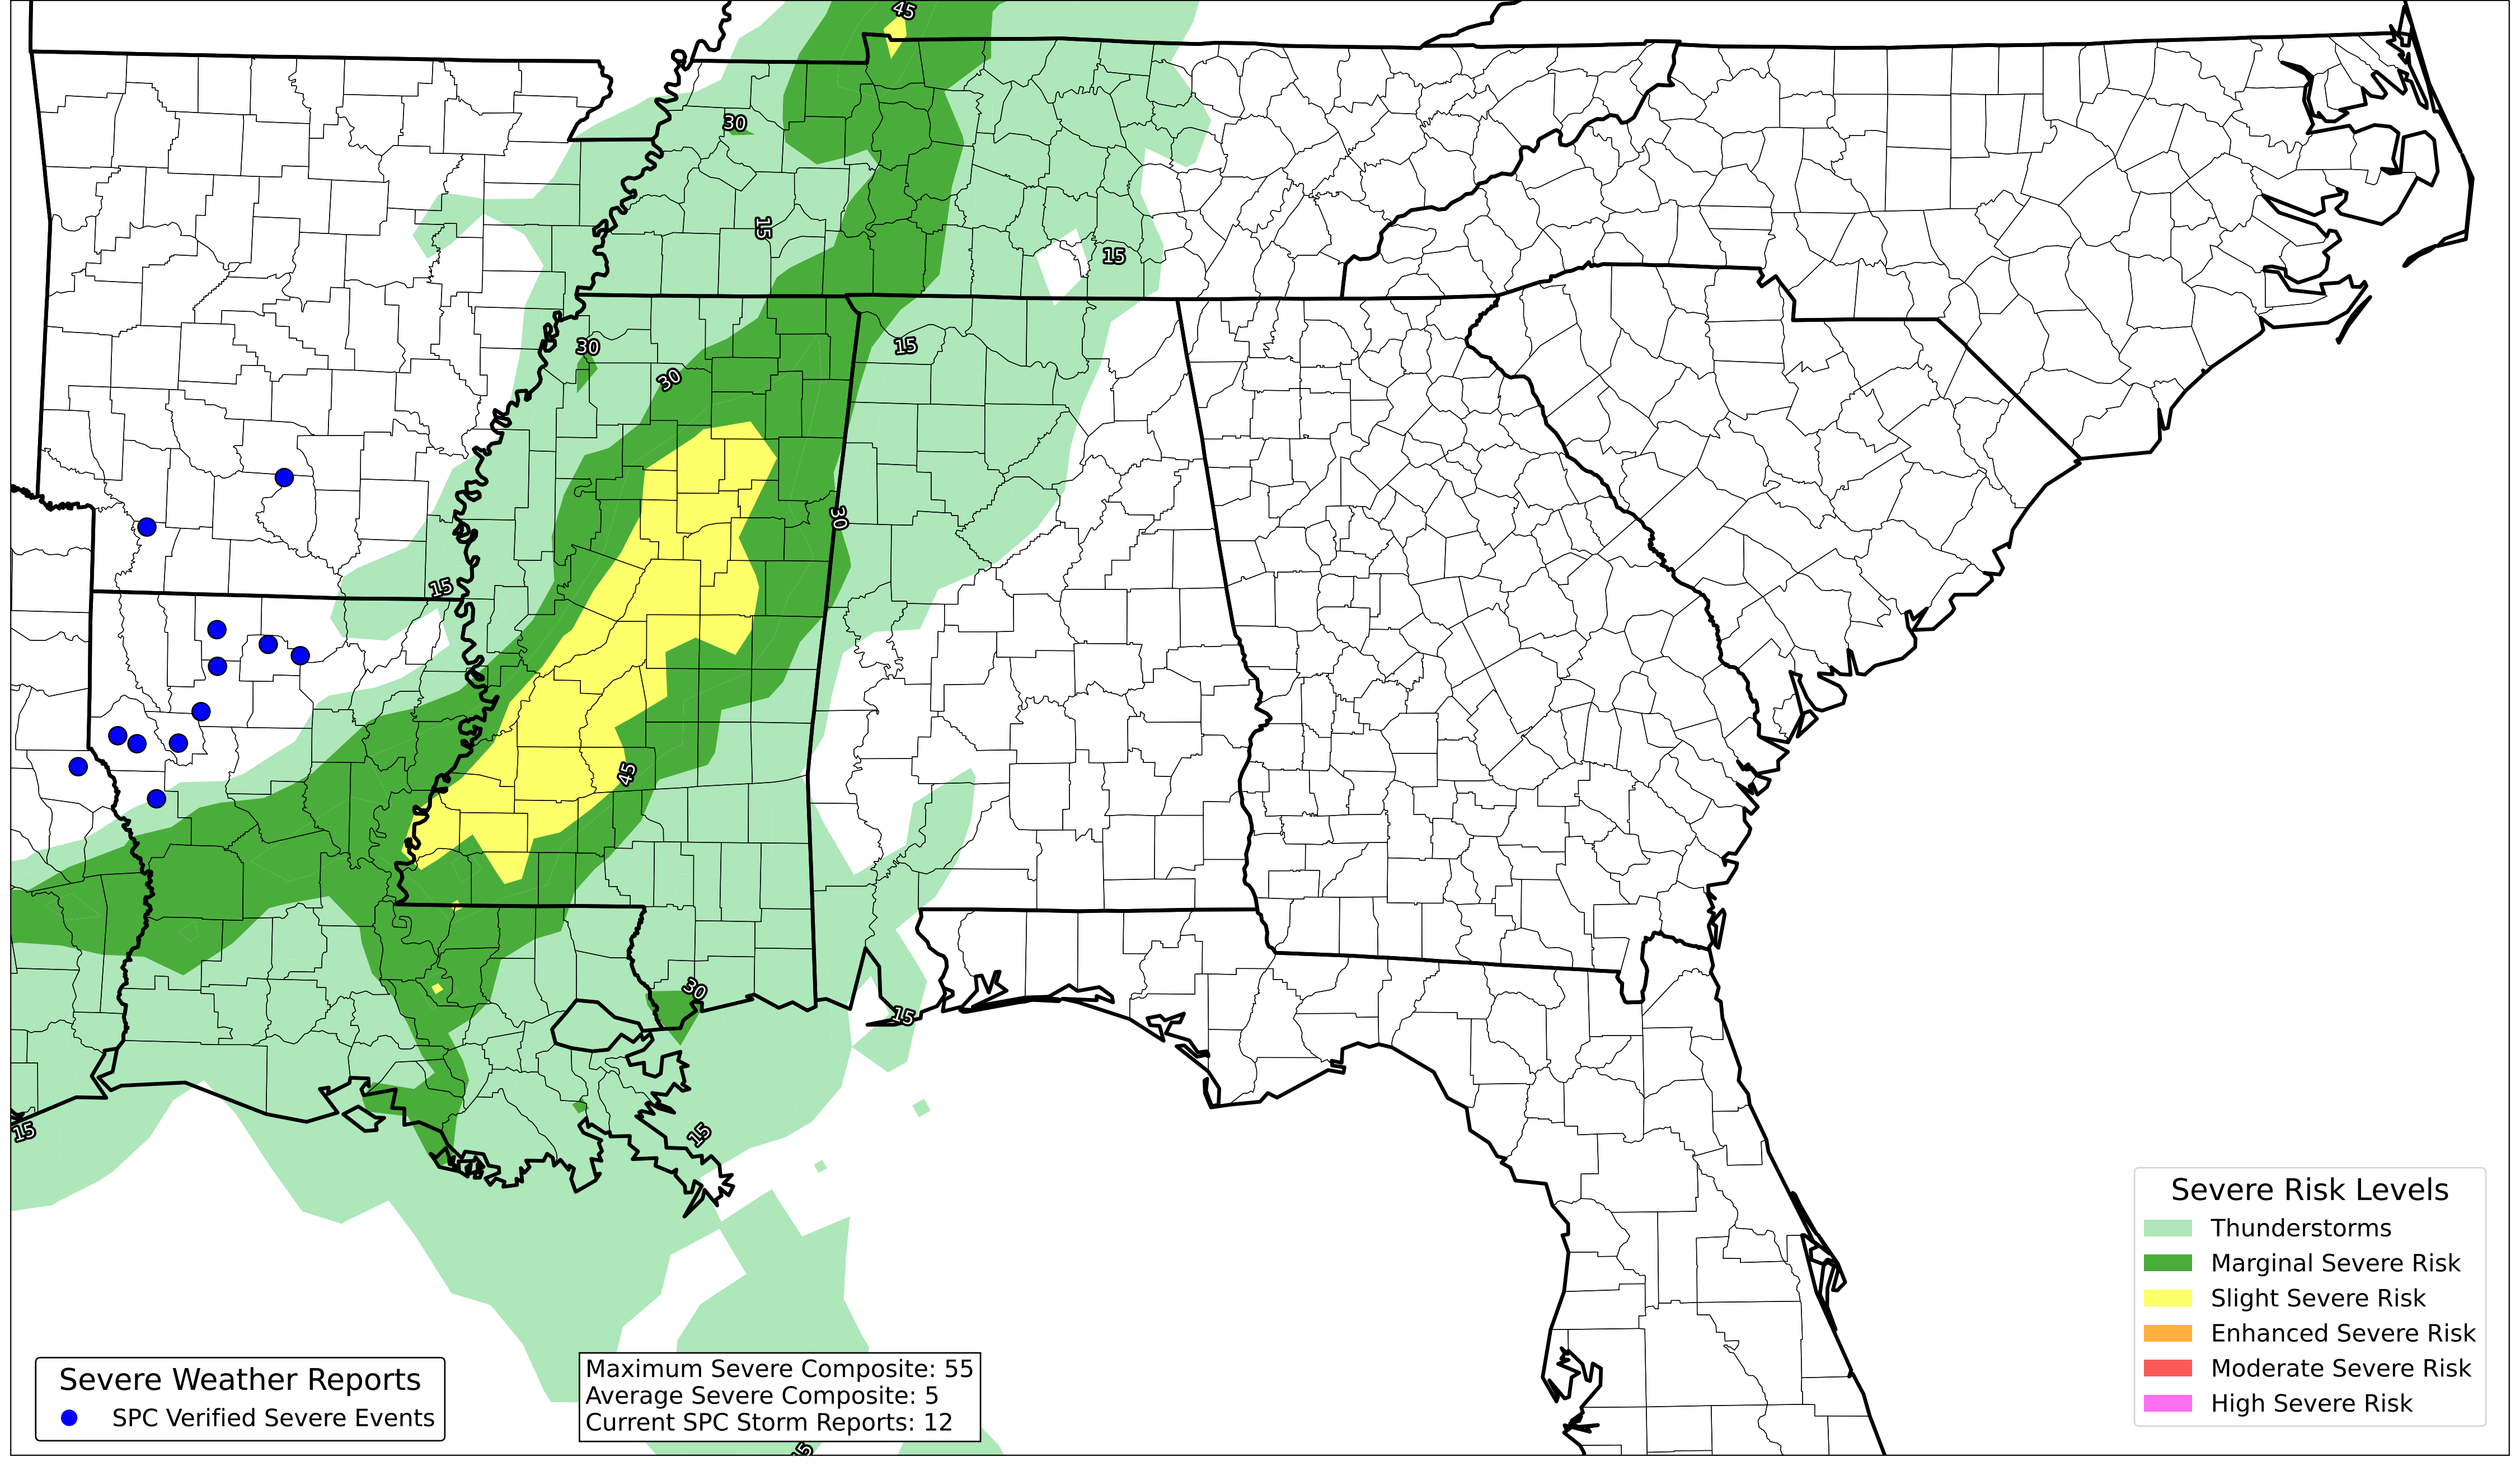 45
30
15
15
30
15
30
30
15
45
30
15
15
15
15
Severe Risk Levels
Thunderstorms
Marginal Severe Risk
Slight Severe Risk
Enhanced Severe Risk
Moderate Severe Risk
High Severe Risk
Severe Weather Reports
SPC Verified Severe Events
Maximum Severe Composite: 55
Average Severe Composite: 5
Current SPC Storm Reports: 12